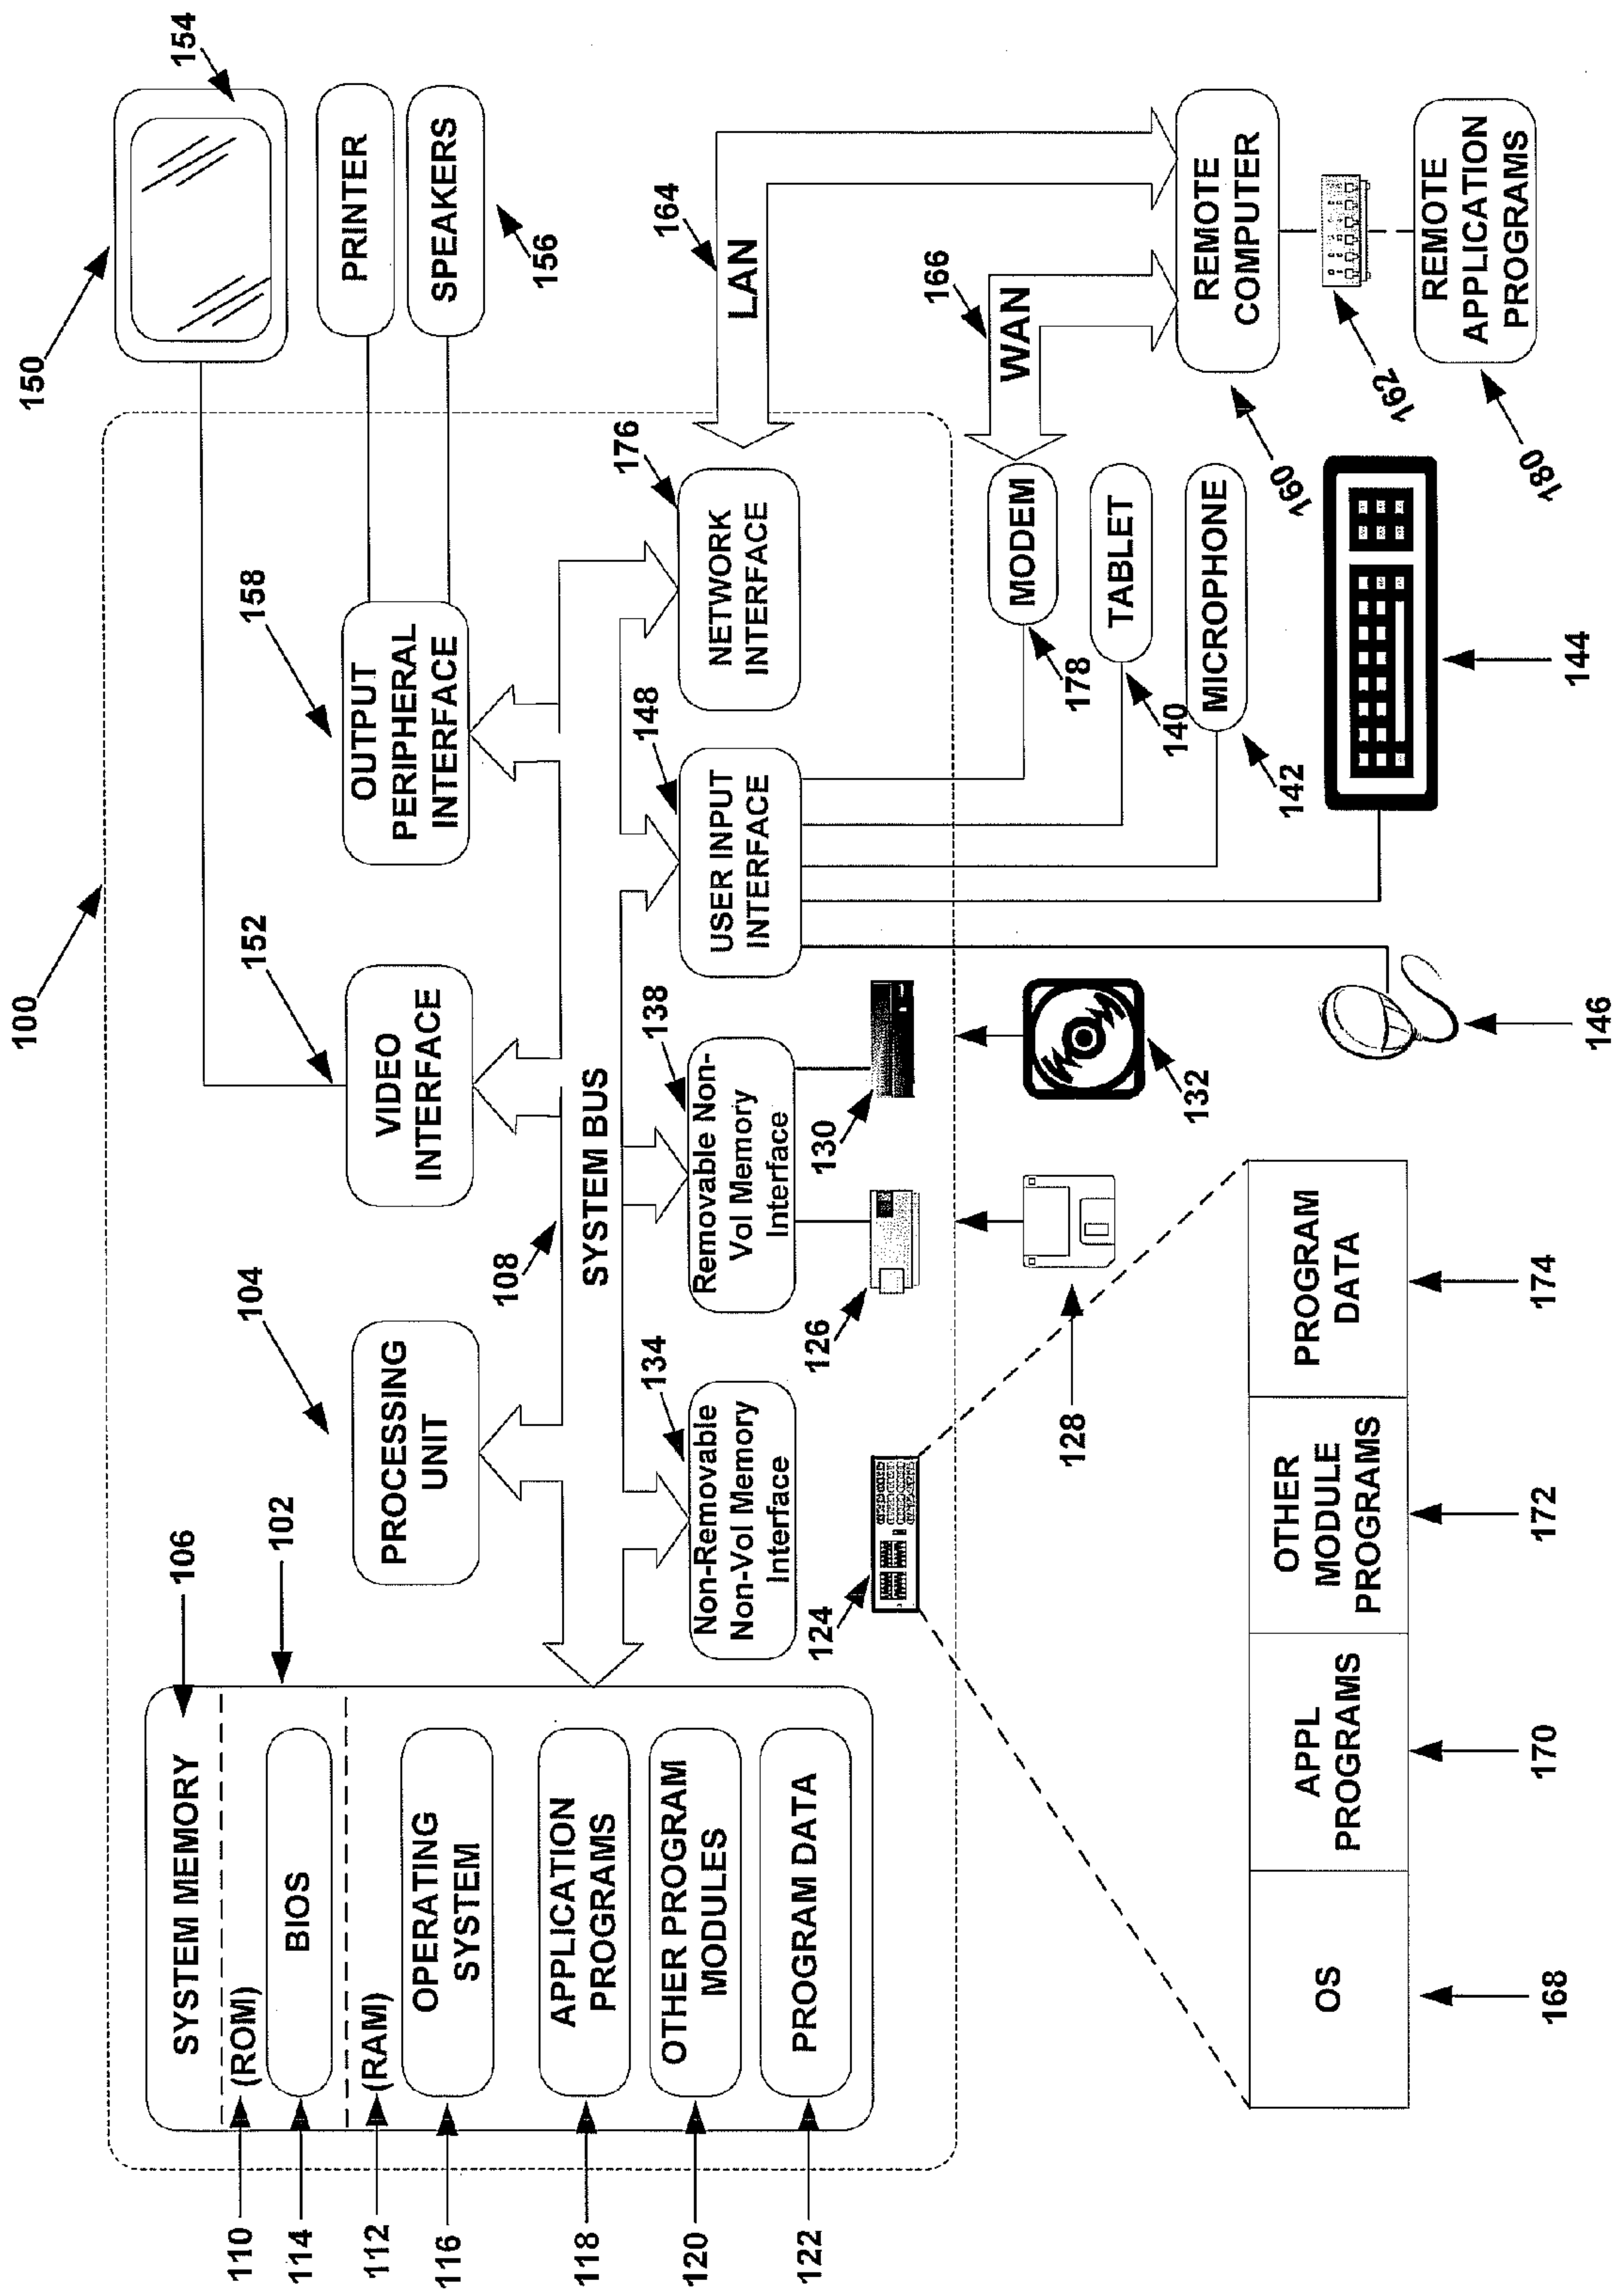 100
150
154
106
SYSTEM MEMORY
110
(ROM)
102
114
BIOS
104
152
158
PRINTER
112
(RAM)
PROCESSING
UNIT
VIDEO
INTERFACE
OUTPUT
PERIPHERAL
INTERFACE
SPEAKERS
156
116
OPERATING
SYSTEM
108
118
APPLICATION
PROGRAMS
SYSTEM BUS
134
138
148
176
164
LAN
120
OTHER PROGRAM
MODULES
Non-Removable
Non-Vol Memory
Interface
Removable Non-
Vol Memory
Interface
USER INPUT
INTERFACE
NETWORK
INTERFACE
122
PROGRAM DATA
124
126
130
166
WAN
MODEM
178
TABLET
140
MICROPHONE
142
128
132
REMOTE
COMPUTER
160
162
OS
APPL
PROGRAMS
OTHER
MODULE
PROGRAMS
PROGRAM
DATA
REMOTE
APPLICATION
PROGRAMS
180
168
170
172
174
146
144